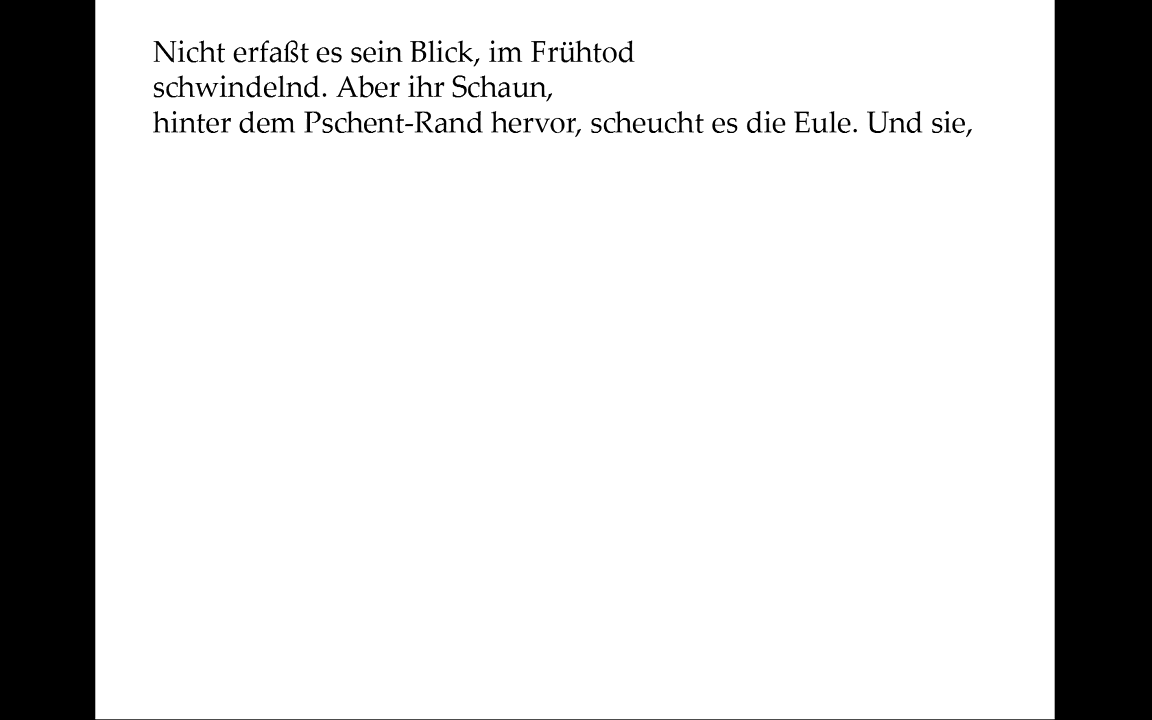 Nicht erfaßt es sein Blick, im Frühtod
schwindelnd. Aber ihr Schaun,
hinter dem Pschent-Rand hervor, scheucht es die Eule. Und sie,